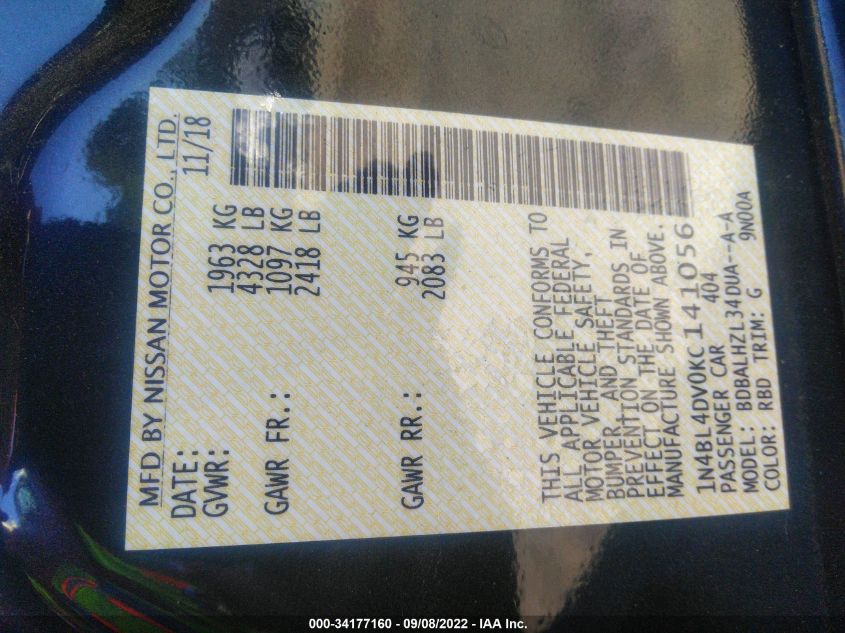 MFD BY NISSAN MOTOR CO., LTD.
DATE: 11/18
GVWR: 1963 KG
4328 LB
GAWR FR.: 1097 KG
2418 LB
GAWR RR.: 945 KG
2083 LB
THIS VEHICLE CONFORMS TO
ALL APPLICABLE FEDERAL
MOTOR VEHICLE SAFETY,
BUMPER, AND THEFT
PREVENTION STANDARDS IN
EFFECT ON THE DATE OF
MANUFACTURE SHOWN ABOVE.
1N4BL4DV0KC141056
PASSENGER CAR 404
MODEL: BDBALHZL34DUA--A-A
COLOR: RBD TRIM: G 9N00A
000-34177160 - 09/08/2022 - IAA Inc.